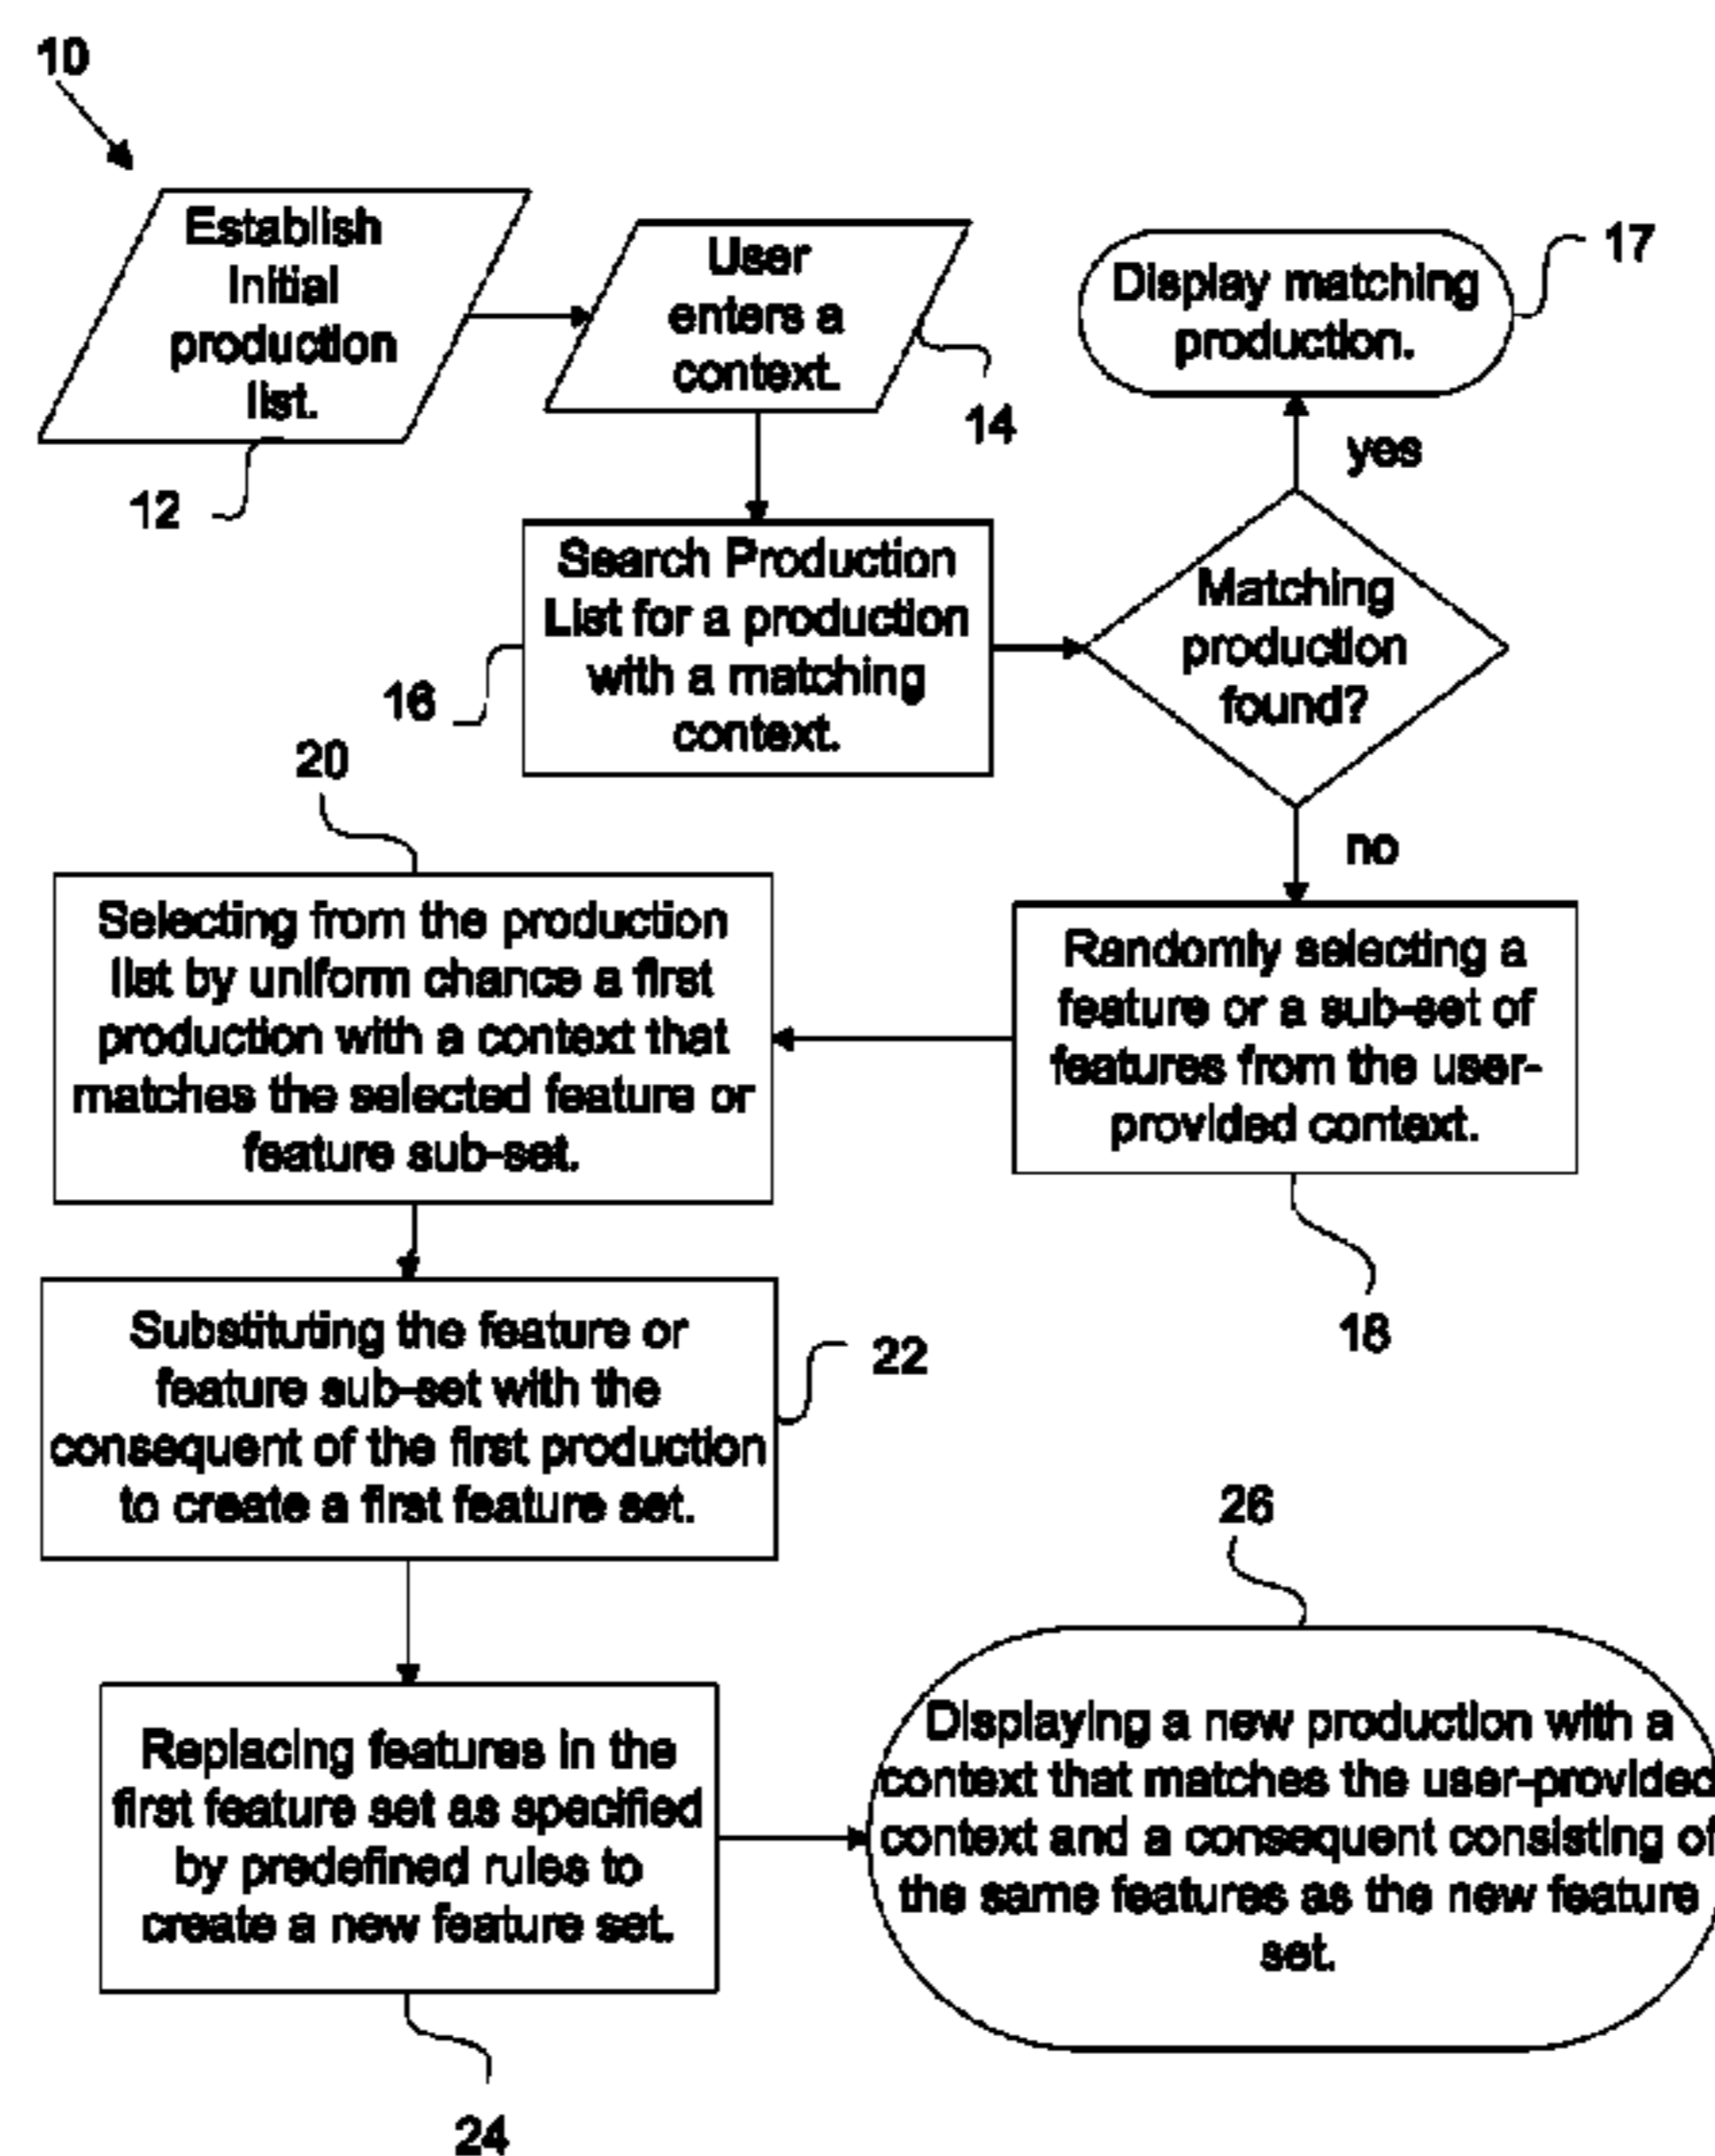 10
Establish
Initial
production
list.
12
User
enters a
context.
14
Display matching
production.
17
yes
Search Production
List for a production
with a matching
context.
16
Matching
production
found?
no
Randomly selecting a
feature or a sub-set of
features from the user-
provided context.
18
20
Selecting from the production
list by uniform chance a first
production with a context that
matches the selected feature or
feature sub-set.
Substituting the feature or
feature sub-set with the
consequent of the first production
to create a first feature set.
22
Replacing features in the
first feature set as specified
by predefined rules to
create a new feature set.
24
26
Displaying a new production with a
context that matches the user-provided
context and a consequent consisting of
the same features as the new feature
set.